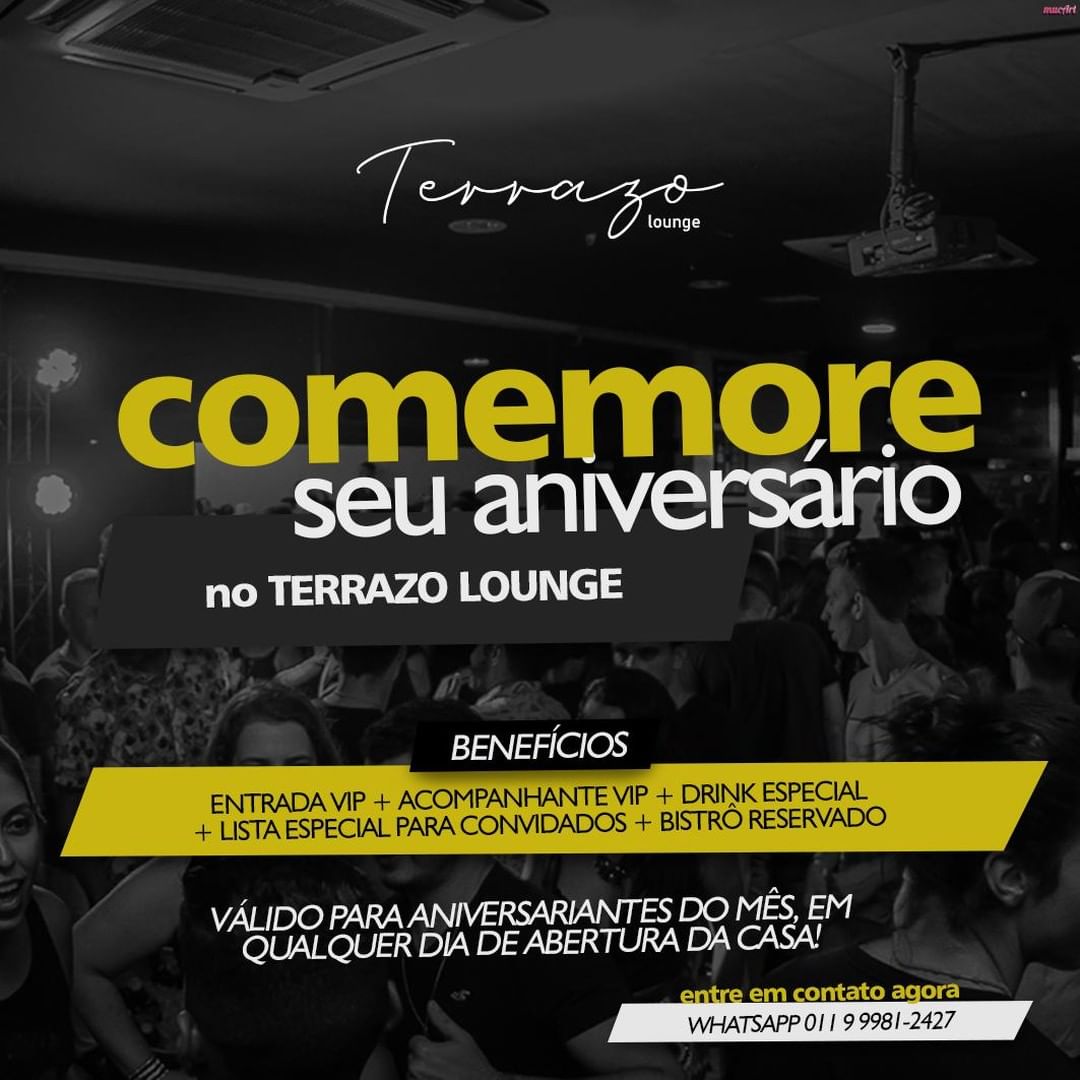 mucArt
Terrazo
lounge
comemore
seu aniversário
no TERRAZO LOUNGE
BENEFÍCIOS
ENTRADA VIP + ACOMPANHANTE VIP + DRINK ESPECIAL
+ LISTA ESPECIAL PARA CONVIDADOS + BISTRÔ RESERVADO
VÁLIDO PARA ANIVERSARIANTES DO MÊS, EM
QUALQUER DIA DE ABERTURA DA CASA!
entre em contato agora
WHATSAPP 011 9 9981-2427